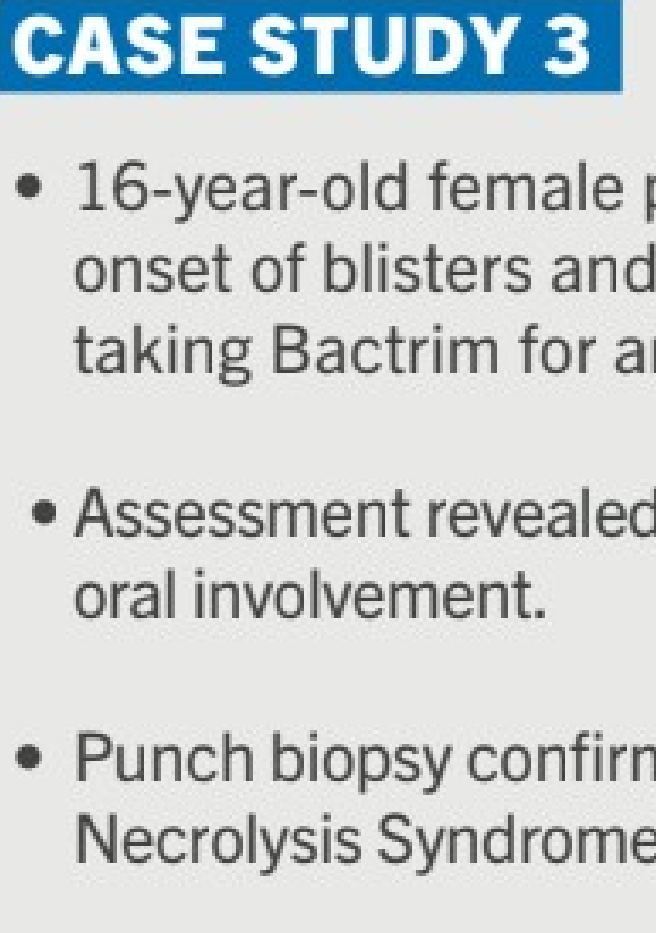 CASE STUDY 3
• 16-year-old female
onset of blisters and
taking Bactrim for
• Assessment revealed
oral involvement.
• Punch biopsy
Necrolysis Syndrome